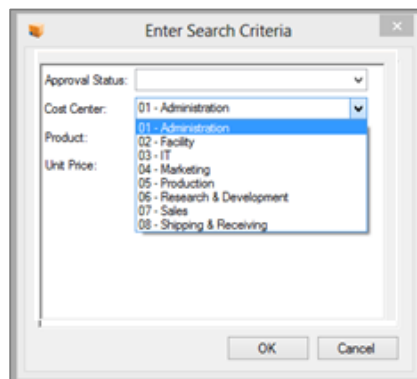 Enter Search Criteria
Approval Status:
Cost Center: 01 - Administration
01 - Administration
Product: 02 - Facility
03 - IT
Unit Price: 04 - Marketing
05 - Production
06 - Research & Development
07 - Sales
08 - Shipping & Receiving
OK Cancel